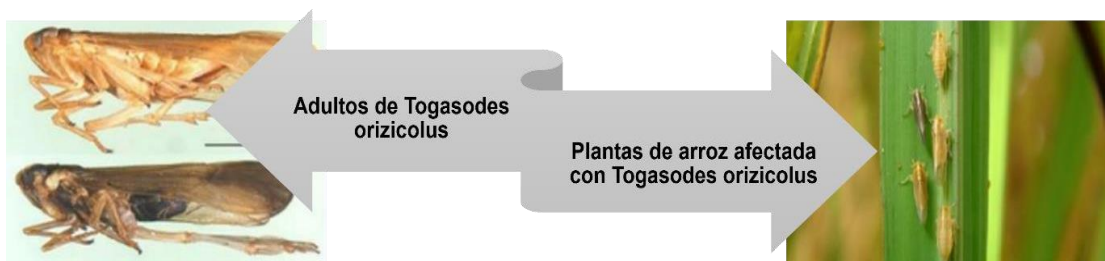 Adultos de Togasodes
orizicolus
Plantas de arroz afectada
con Togasodes orizicolus